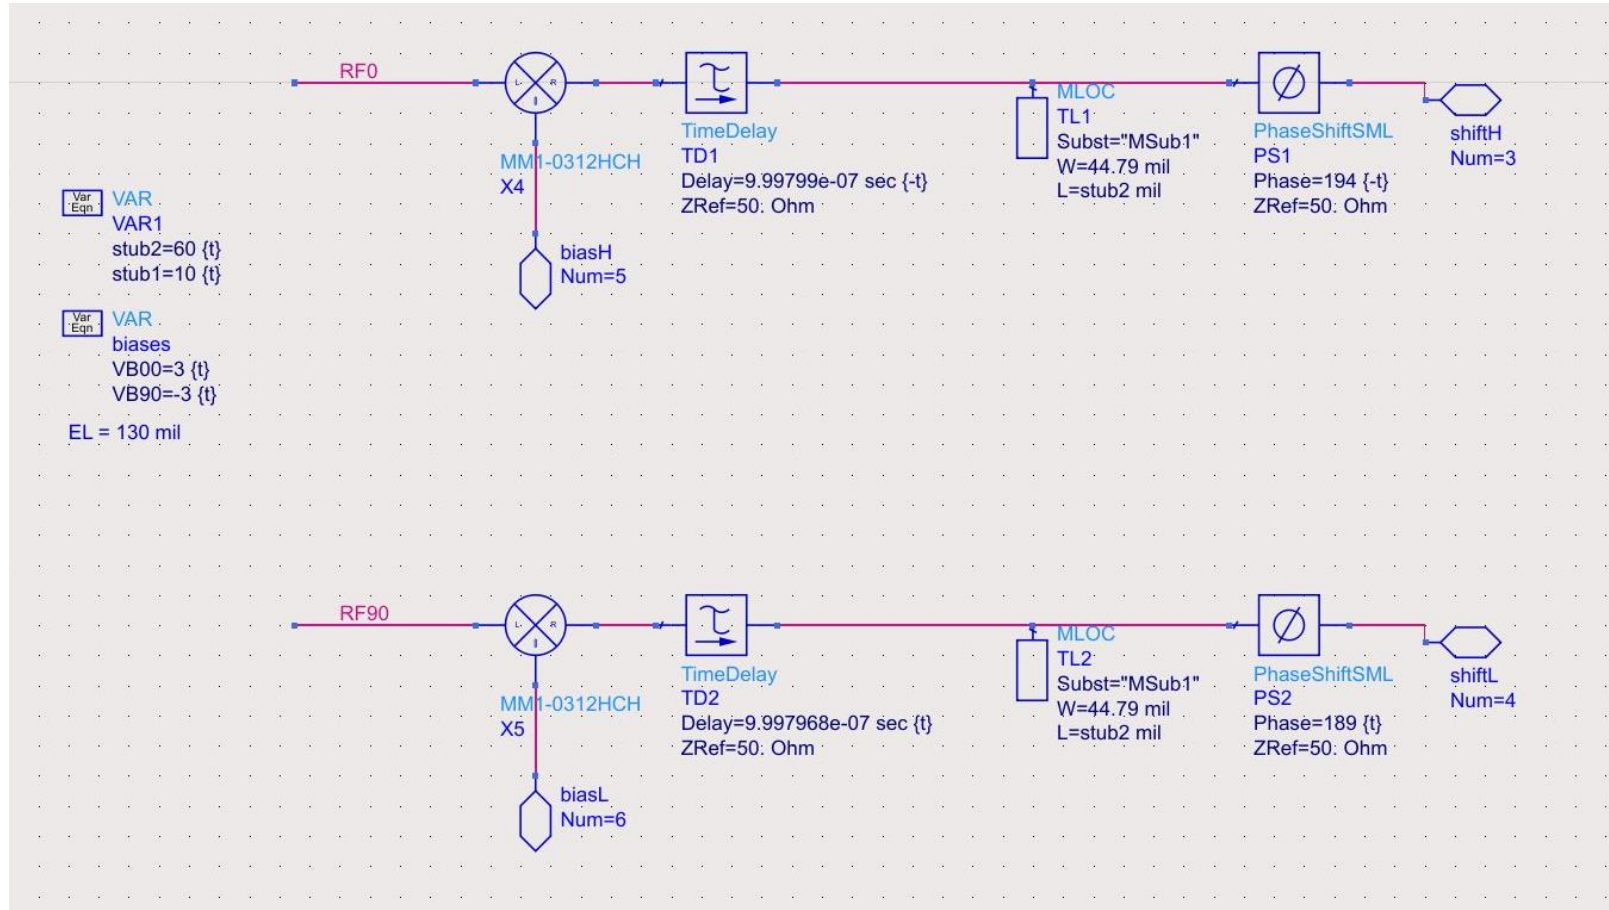 RF0
L
R
I
MM1-0312HCH
X4
biasH
Num=5
TimeDelay
TD1
Delay=9.99799e-07 sec {-t}
ZRef=50. Ohm
MLOC
TL1
Subst="MSub1"
W=44.79 mil
L=stub2 mil
PhaseShiftSML
PS1
Phase=194 {-t}
ZRef=50. Ohm
shiftH
Num=3
Var
Eqn
VAR
VAR1
stub2=60 {t}
stub1=10 {t}
Var
Eqn
VAR
biases
VB00=3 {t}
VB90=-3 {t}
EL = 130 mil
RF90
L
R
I
MM1-0312HCH
X5
biasL
Num=6
TimeDelay
TD2
Delay=9.997968e-07 sec {t}
ZRef=50. Ohm
MLOC
TL2
Subst="MSub1"
W=44.79 mil
L=stub2 mil
PhaseShiftSML
PS2
Phase=189 {t}
ZRef=50. Ohm
shiftL
Num=4